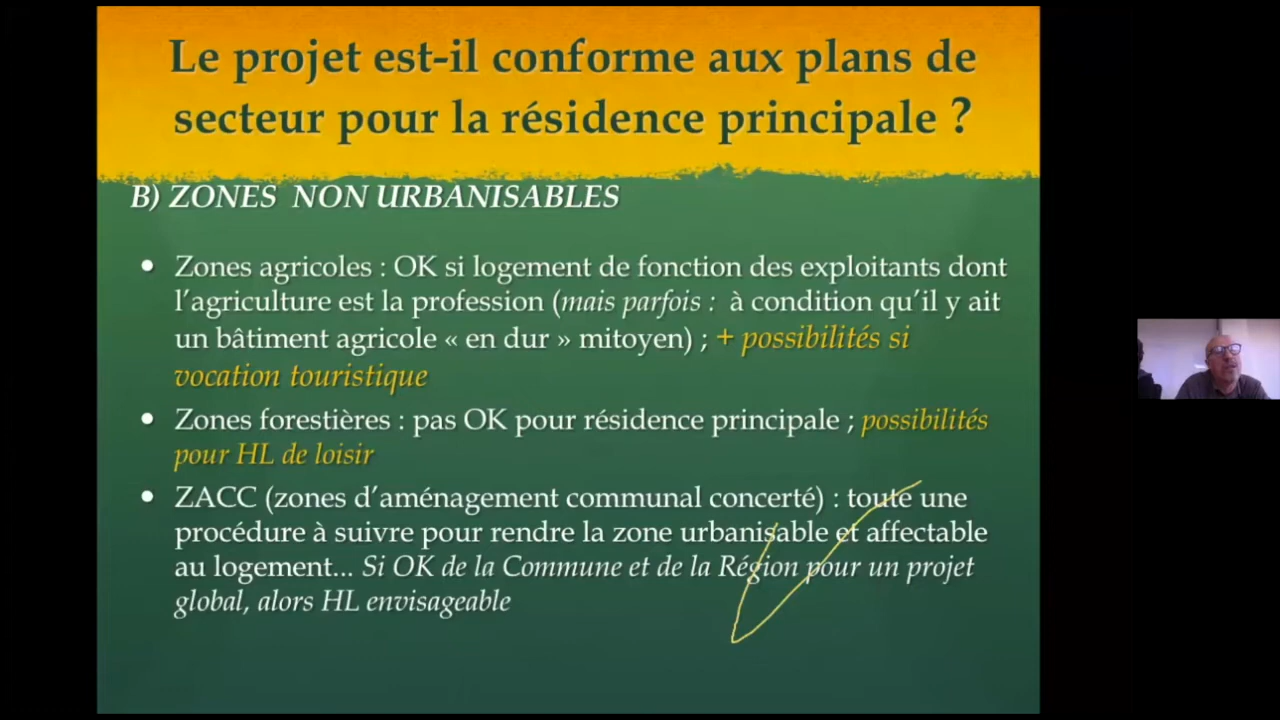 Le projet est-il conforme aux plans de
secteur pour la résidence principale ?
B) ZONES NON URBANISABLES
• Zones agricoles : OK si logement de fonction des exploitants dont
l’agriculture est la profession (mais parfois : à condition qu’il y ait
un bâtiment agricole « en dur » mitoyen) ; + possibilités si
vocation touristique
• Zones forestières : pas OK pour résidence principale ; possibilités
pour HL de loisir
• ZACC (zones d’aménagement communal concerté) : toute une
procédure à suivre pour rendre la zone urbanisable et affectable
au logement... Si OK de la Commune et de la Région pour un projet
global, alors HL envisageable